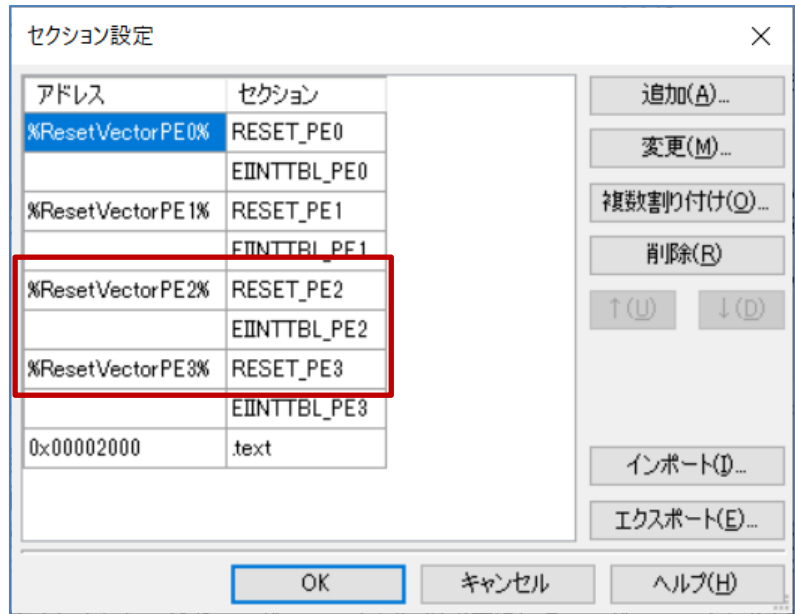 セクション設定
アドレス セクション
%ResetVectorPE0% RESET_PE0
EIINTTBL_PE0
%ResetVectorPE1% RESET_PE1
EIINTTBL_PE1
%ResetVectorPE2% RESET_PE2
EIINTTBL_PE2
%ResetVectorPE3% RESET_PE3
EIINTTBL_PE3
0x00002000 .text
追加(A)...
変更(M)...
複数割り付け(O)...
削除(R)
↑(U) ↓(D)
インポート(I)...
エクスポート(E)...
OK キャンセル ヘルプ(H)